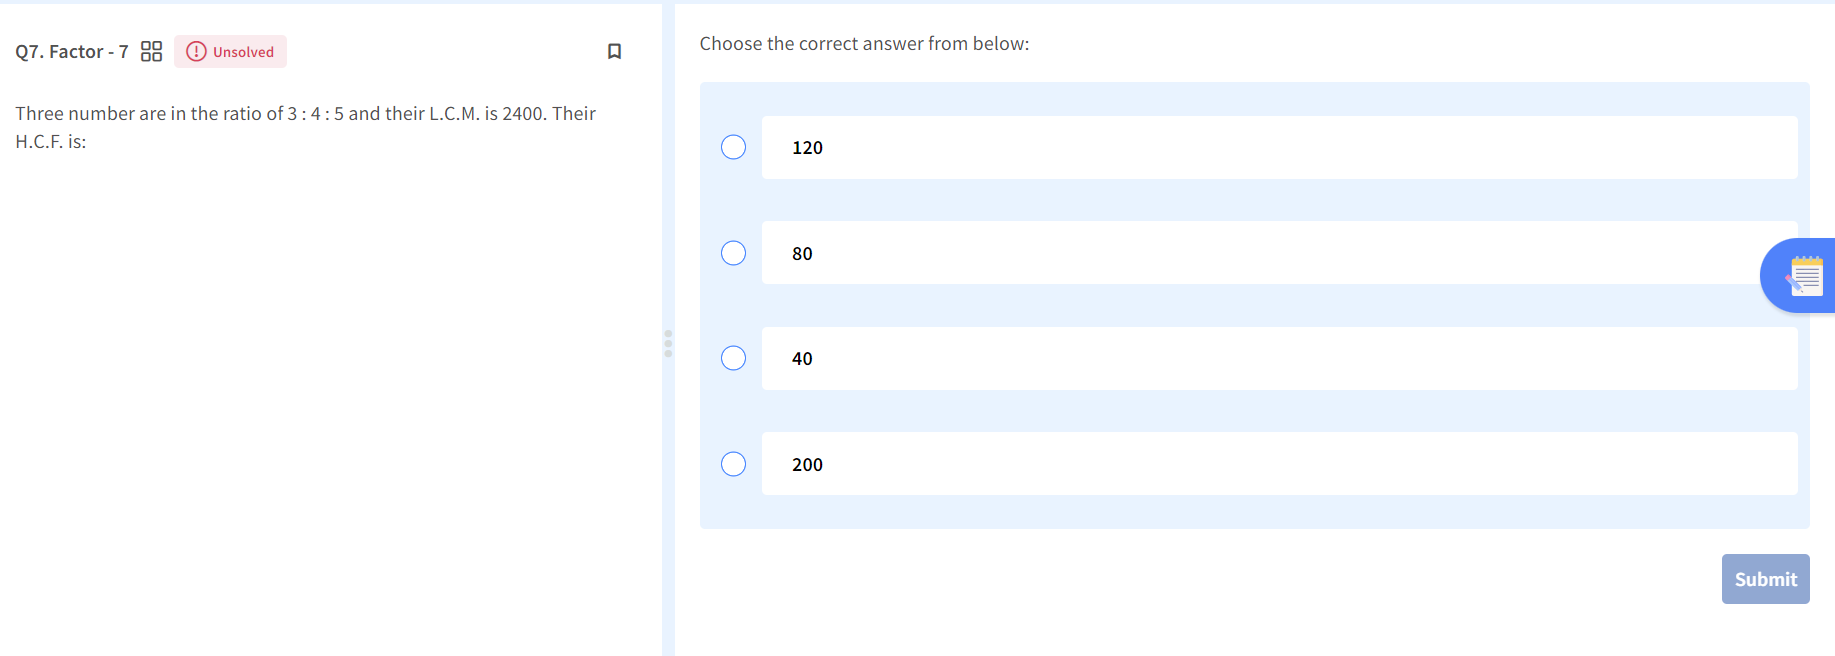 Q7. Factor - 7
Unsolved
Three number are in the ratio of 3 : 4 : 5 and their L.C.M. is 2400. Their
H.C.F. is:
Choose the correct answer from below:
120
80
40
200
Submit